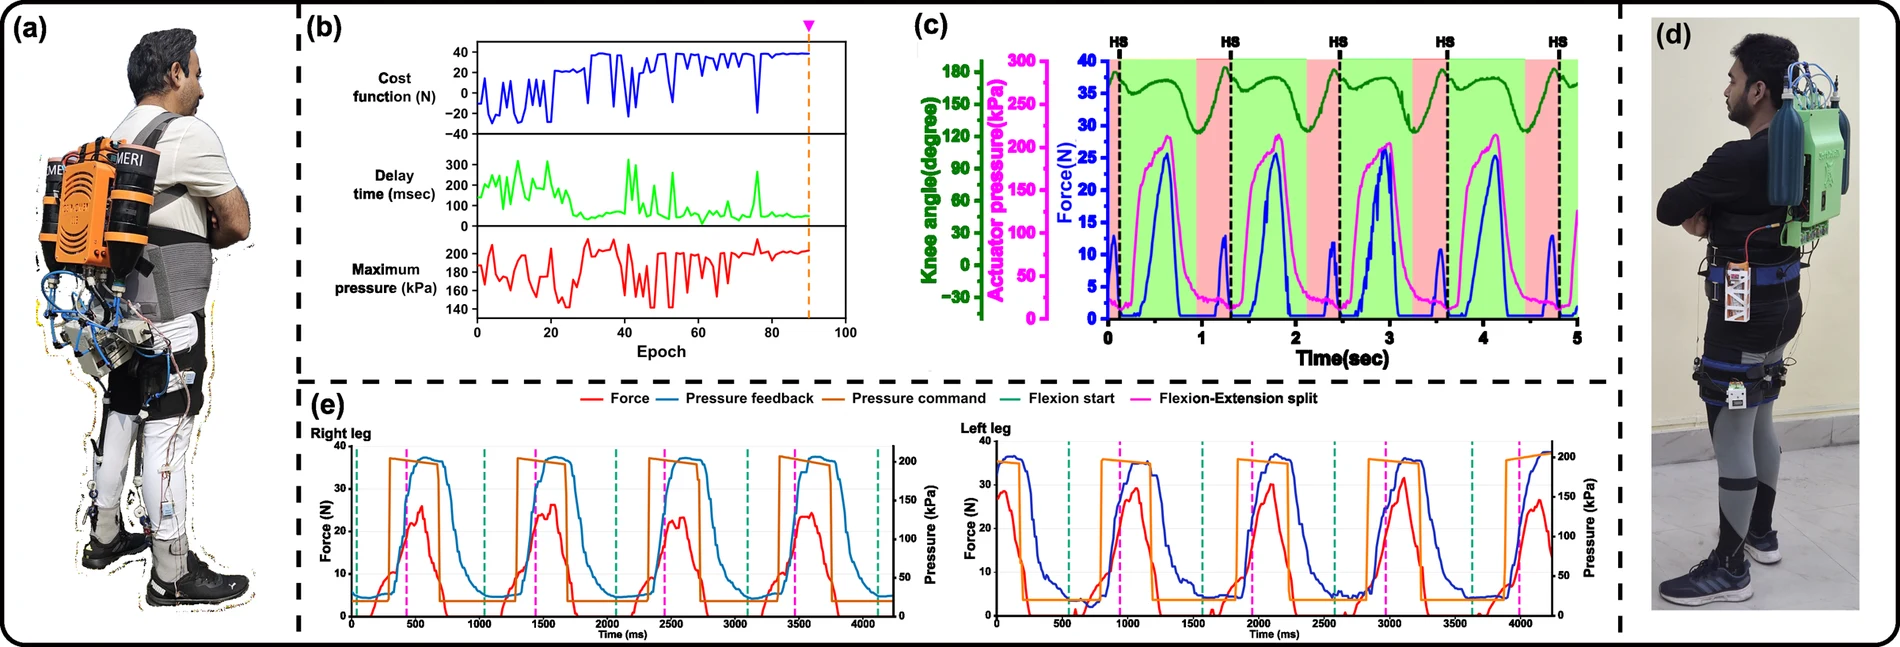 (a)
MERI
(b)
Cost
function (N)
40
20
0
−20
−40
Delay
time (msec)
300
200
100
0
Maximum
pressure (kPa)
200
180
160
140
0
20
40
60
80
100
Epoch
(c)
HS
HS
HS
HS
HS
Knee angle(degree)
180
150
120
90
60
30
0
−30
Actuator pressure(kPa)
300
250
200
150
100
50
0
Force(N)
40
35
30
25
20
15
10
5
0
0
1
2
3
4
5
Time(sec)
(d)
(e)
Force
Pressure feedback
Pressure command
Flexion start
Flexion-Extension split
Right leg
Force (N)
40
30
20
10
0
0
500
1000
1500
2000
2500
3000
3500
4000
Time (ms)
200
150
100
50
0
Pressure (kPa)
Left leg
Force (N)
40
30
20
10
0
0
500
1000
1500
2000
2500
3000
3500
4000
Time (ms)
200
150
100
50
0
Pressure (kPa)